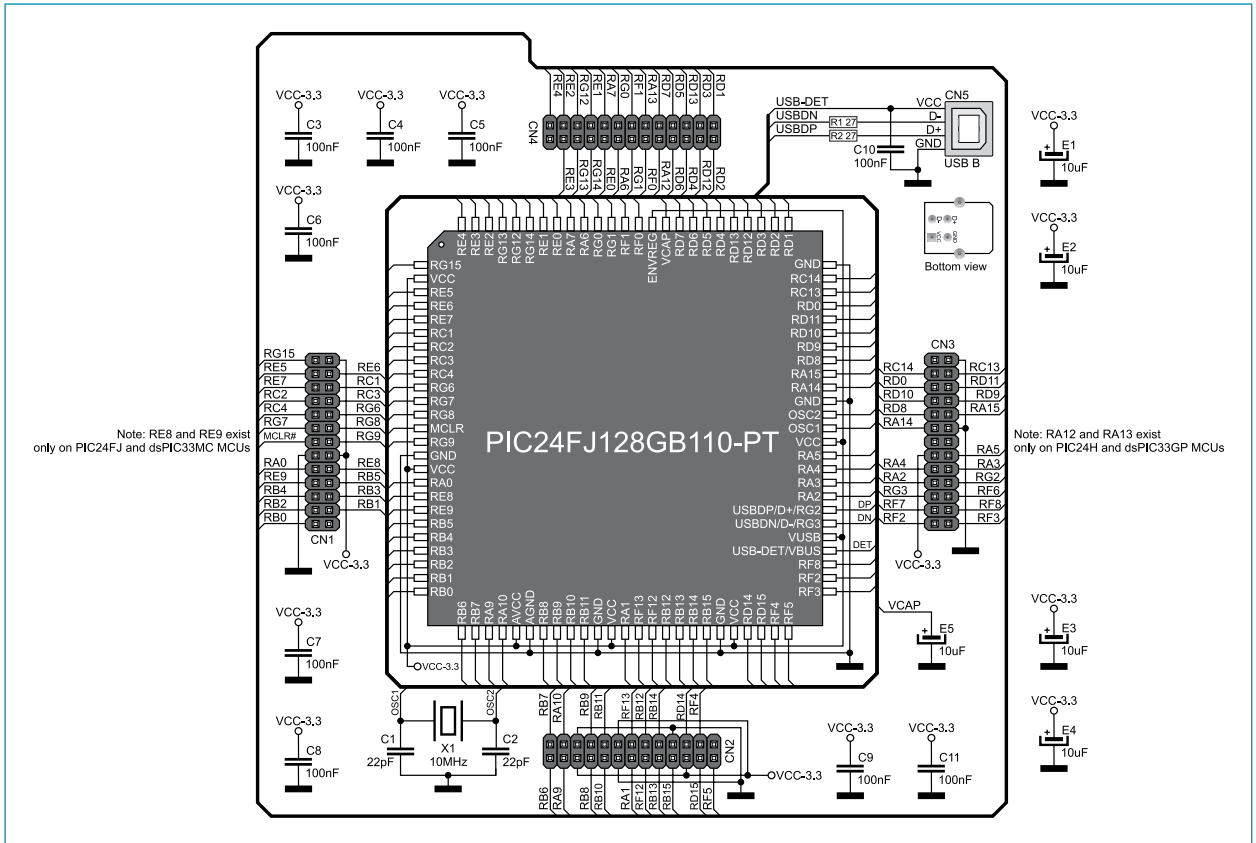 RE4
RE2
RG12
RE1
RA7
RG0
RF1
RA13
RD7
RD5
RD13
RD3
RD1
CN4
RE3
RG13
RG14
RE0
RA6
RG1
RF0
RA12
RD6
RD4
RD12
RD2
VCC-3.3
C3
100nF
VCC-3.3
C4
100nF
VCC-3.3
C5
100nF
VCC-3.3
C6
100nF
USB-DET
USBDN
USBDP
R1 27
R2 27
C10
100nF
CN5
VCC
D-
D+
GND
USB B
D-
D+
VCC
GND
Bottom view
VCC-3.3
E1
10uF
VCC-3.3
E2
10uF
RE4
RE3
RE2
RG13
RG12
RG14
RE1
RE0
RA7
RA6
RG0
RG1
RF1
RF0
ENVREG
VCAP
RD7
RD6
RD5
RD4
RD13
RD12
RD3
RD2
RD1
RG15
VCC
RE5
RE6
RE7
RC1
RC2
RC3
RC4
RG6
RG7
RG8
MCLR
RG9
GND
VCC
RA0
RE8
RE9
RB5
RB4
RB3
RB2
RB1
RB0
PIC24FJ128GB110-PT
GND
RC14
RC13
RD0
RD11
RD10
RD9
RD8
RA15
RA14
GND
OSC2
OSC1
VCC
RA5
RA4
RA3
RA2
USBDP/D+/RG2
USBDN/D-/RG3
VUSB
USB-DET/VBUS
RF8
RF2
RF3
DP
DN
DET
RB6
RB7
RA9
RA10
AVCC
AGND
RB8
RB9
RB10
RB11
GND
VCC
RA1
RF13
RF12
RB12
RB13
RB14
RB15
GND
VCC
RD14
RD15
RF4
RF5
RG15
RE5
RE7
RC2
RC4
RG7
MCLR#
RA0
RE9
RB4
RB2
RB0
RE6
RC1
RC3
RG6
RG8
RG9
RE8
RB5
RB3
RB1
CN1
VCC-3.3
Note: RE8 and RE9 exist
only on PIC24FJ and dsPIC33MC MCUs
CN3
RC14
RD0
RD10
RD8
RA14
RA4
RA2
RG3
RF7
RF2
RC13
RD11
RD9
RA15
RA5
RA3
RG2
RF6
RF8
RF3
VCC-3.3
Note: RA12 and RA13 exist
only on PIC24H and dsPIC33GP MCUs
VCC-3.3
C7
100nF
VCC-3.3
C8
100nF
VCC-3.3
OSC1
OSC2
C1
22pF
X1
10MHz
C2
22pF
RB7
RA10
RB9
RB11
RF13
RB12
RB14
RD14
RF4
CN2
VCC-3.3
RB6
RA9
RB8
RB10
RA1
RF12
RB13
RB15
RD15
RF5
VCAP
E5
10uF
VCC-3.3
C9
100nF
VCC-3.3
C11
100nF
VCC-3.3
E3
10uF
VCC-3.3
E4
10uF